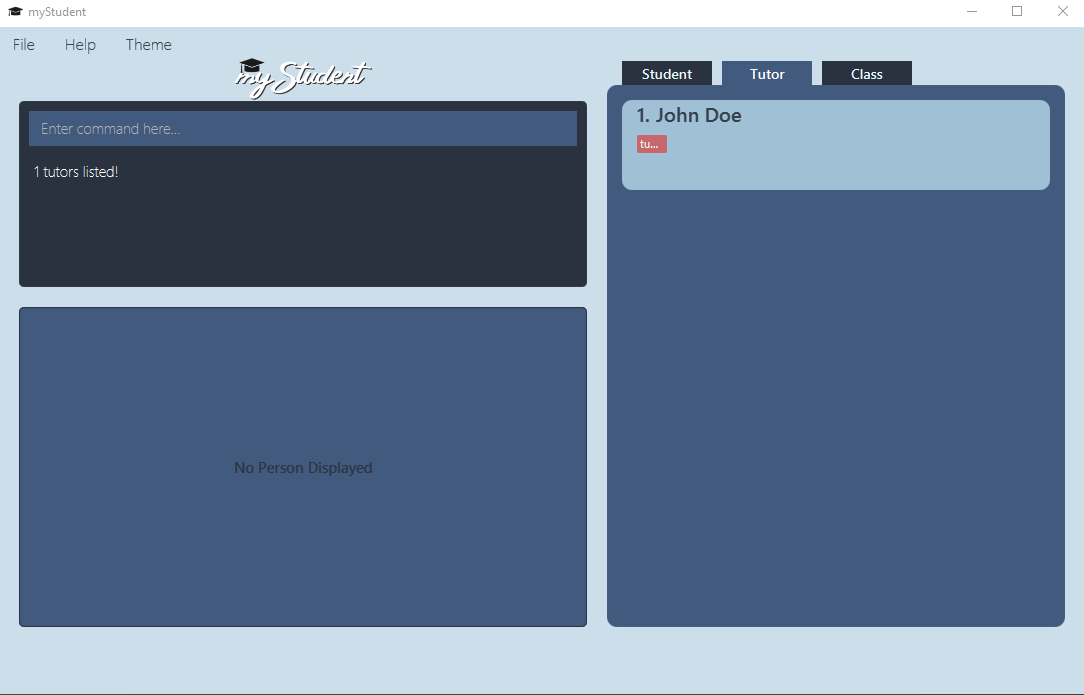 myStudent
File Help Theme
myStudent
Enter command here...
1 tutors listed!
No Person Displayed
Student Tutor Class
1. John Doe
tu...